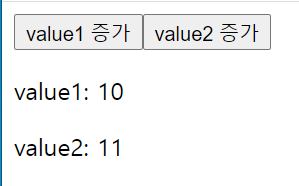 value1 증가 value2 증가
value1: 10
value2: 11